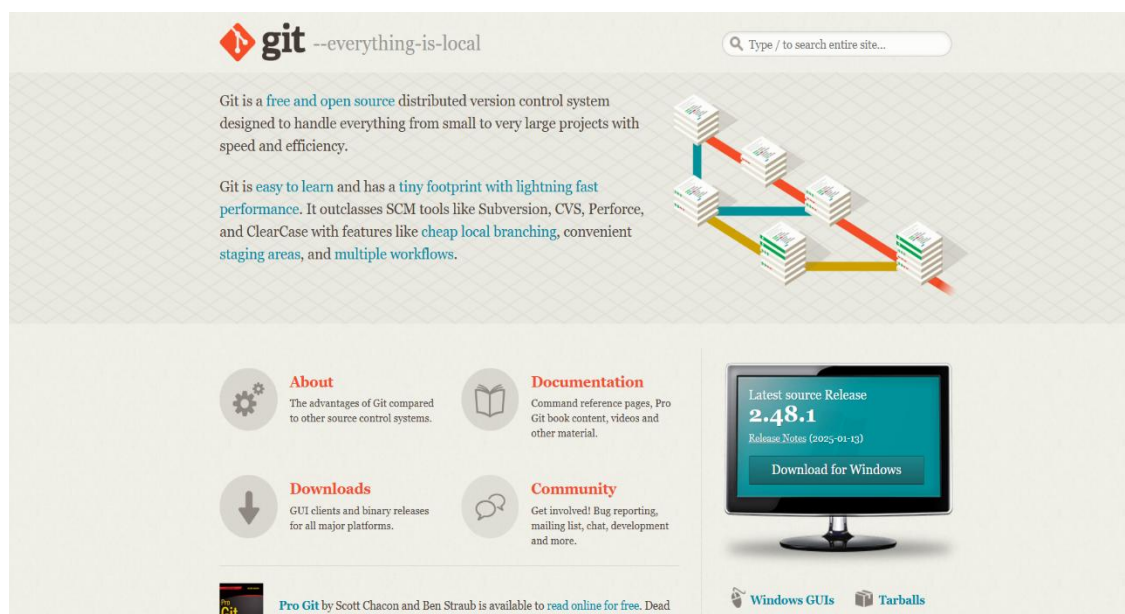 git --everything-is-local
Type / to search entire site...
Git is a free and open source distributed version control system
designed to handle everything from small to very large projects with
speed and efficiency.
Git is easy to learn and has a tiny footprint with lightning fast
performance. It outclasses SCM tools like Subversion, CVS, Perforce,
and ClearCase with features like cheap local branching, convenient
staging areas, and multiple workflows.
About
The advantages of Git compared
to other source control systems.
Documentation
Command reference pages, Pro
Git book content, videos and
other material.
Downloads
GUI clients and binary releases
for all major platforms.
Community
Get involved! Bug reporting,
mailing list, chat, development
and more.
Latest source Release
2.48.1
Release Notes (2025-01-13)
Download for Windows
Windows GUIs
Tarballs
Pro
Git
Pro Git by Scott Chacon and Ben Straub is available to read online for free. Dead